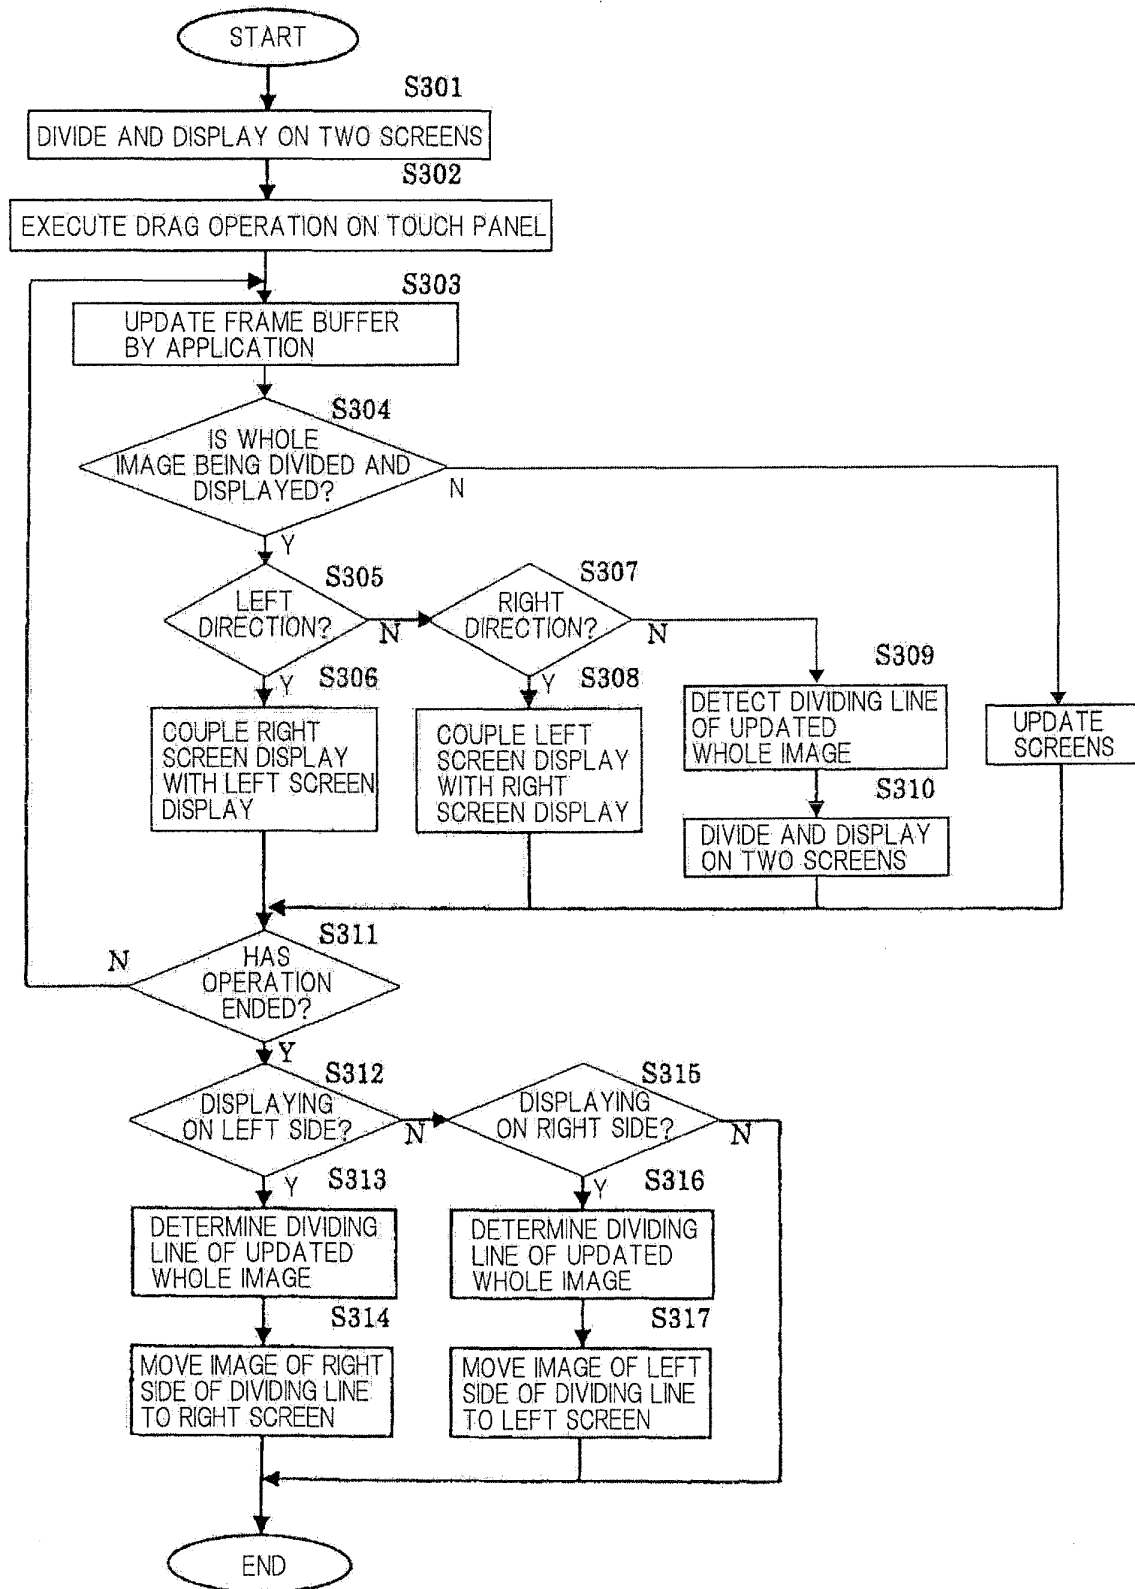 START
S301
DIVIDE AND DISPLAY ON TWO SCREENS
S302
EXECUTE DRAG OPERATION ON TOUCH PANEL
S303
UPDATE FRAME BUFFER
BY APPLICATION
S304
IS WHOLE
IMAGE BEING DIVIDED AND
DISPLAYED?
N
Y
S305
LEFT
DIRECTION?
N
Y
S307
RIGHT
DIRECTION?
N
Y
S306
COUPLE RIGHT
SCREEN DISPLAY
WITH LEFT SCREEN
DISPLAY
S308
COUPLE LEFT
SCREEN DISPLAY
WITH RIGHT
SCREEN DISPLAY
S309
DETECT DIVIDING LINE
OF UPDATED
WHOLE IMAGE
S310
DIVIDE AND DISPLAY
ON TWO SCREENS
UPDATE
SCREENS
S311
HAS
OPERATION
ENDED?
N
Y
S312
DISPLAYING
ON LEFT SIDE?
N
Y
S315
DISPLAYING
ON RIGHT SIDE?
N
Y
S313
DETERMINE DIVIDING
LINE OF UPDATED
WHOLE IMAGE
S314
MOVE IMAGE OF RIGHT
SIDE OF DIVIDING LINE
TO RIGHT SCREEN
S316
DETERMINE DIVIDING
LINE OF UPDATED
WHOLE IMAGE
S317
MOVE IMAGE OF LEFT
SIDE OF DIVIDING LINE
TO LEFT SCREEN
END